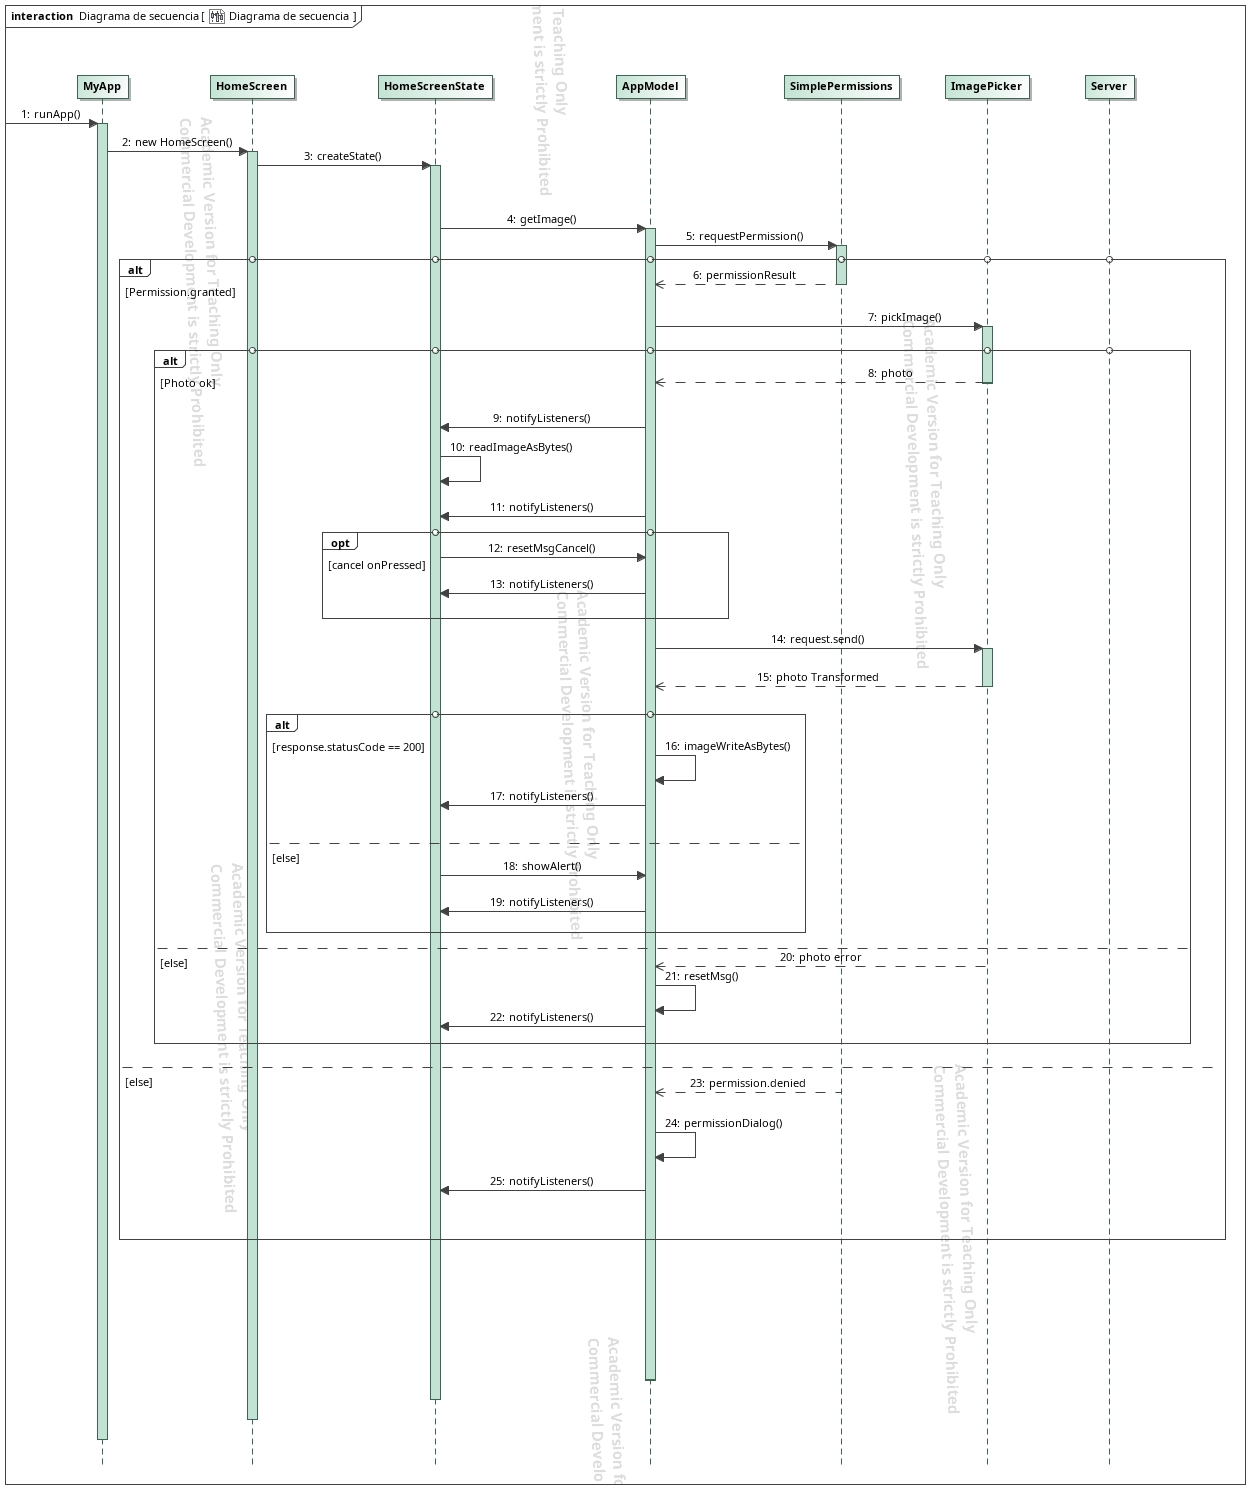 interaction Diagrama de secuencia [ Diagrama de secuencia ]
Teaching Only
ment is strictly Prohibited
MyApp
HomeScreen
HomeScreenState
AppModel
SimplePermissions
ImagePicker
Server
1: runApp()
2: new HomeScreen()
3: createState()
Academic Version for Teaching Only
Commercial Development is strictly Prohibited
4: getImage()
5: requestPermission()
alt
6: permissionResult
[Permission.granted]
7: pickImage()
Academic Version for Teaching Only
Commercial Development is strictly Prohibited
alt
8: photo
[Photo ok]
9: notifyListeners()
10: readImageAsBytes()
11: notifyListeners()
opt
12: resetMsgCancel()
[cancel onPressed]
13: notifyListeners()
Academic Version for Teaching Only
Commercial Development is strictly Prohibited
14: request.send()
15: photo Transformed
alt
[response.statusCode == 200]
16: imageWriteAsBytes()
17: notifyListeners()
[else]
18: showAlert()
Academic Version for Teaching Only
Commercial Development is strictly Prohibited
19: notifyListeners()
[else]
20: photo error
21: resetMsg()
22: notifyListeners()
[else]
23: permission.denied
Academic Version for Teaching Only
Commercial Development is strictly Prohibited
24: permissionDialog()
25: notifyListeners()
Academic Version fo
Commercial Develo